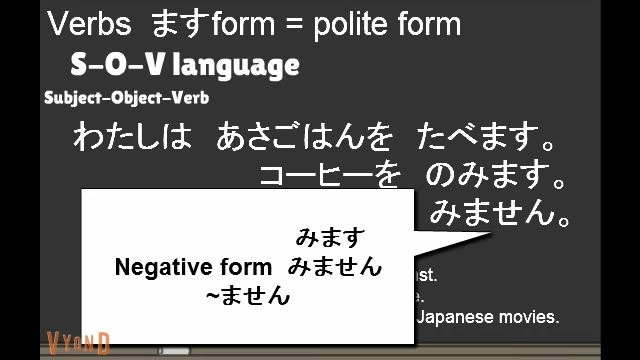 Verbs ますform = polite form
S-O-V language
Subject-Object-Verb
わたしは あさごはんを たべます。
コーヒーを のみます。
みません。
みます
Negative form みません
~ません
st.
e.
Japanese movies.
VYOND